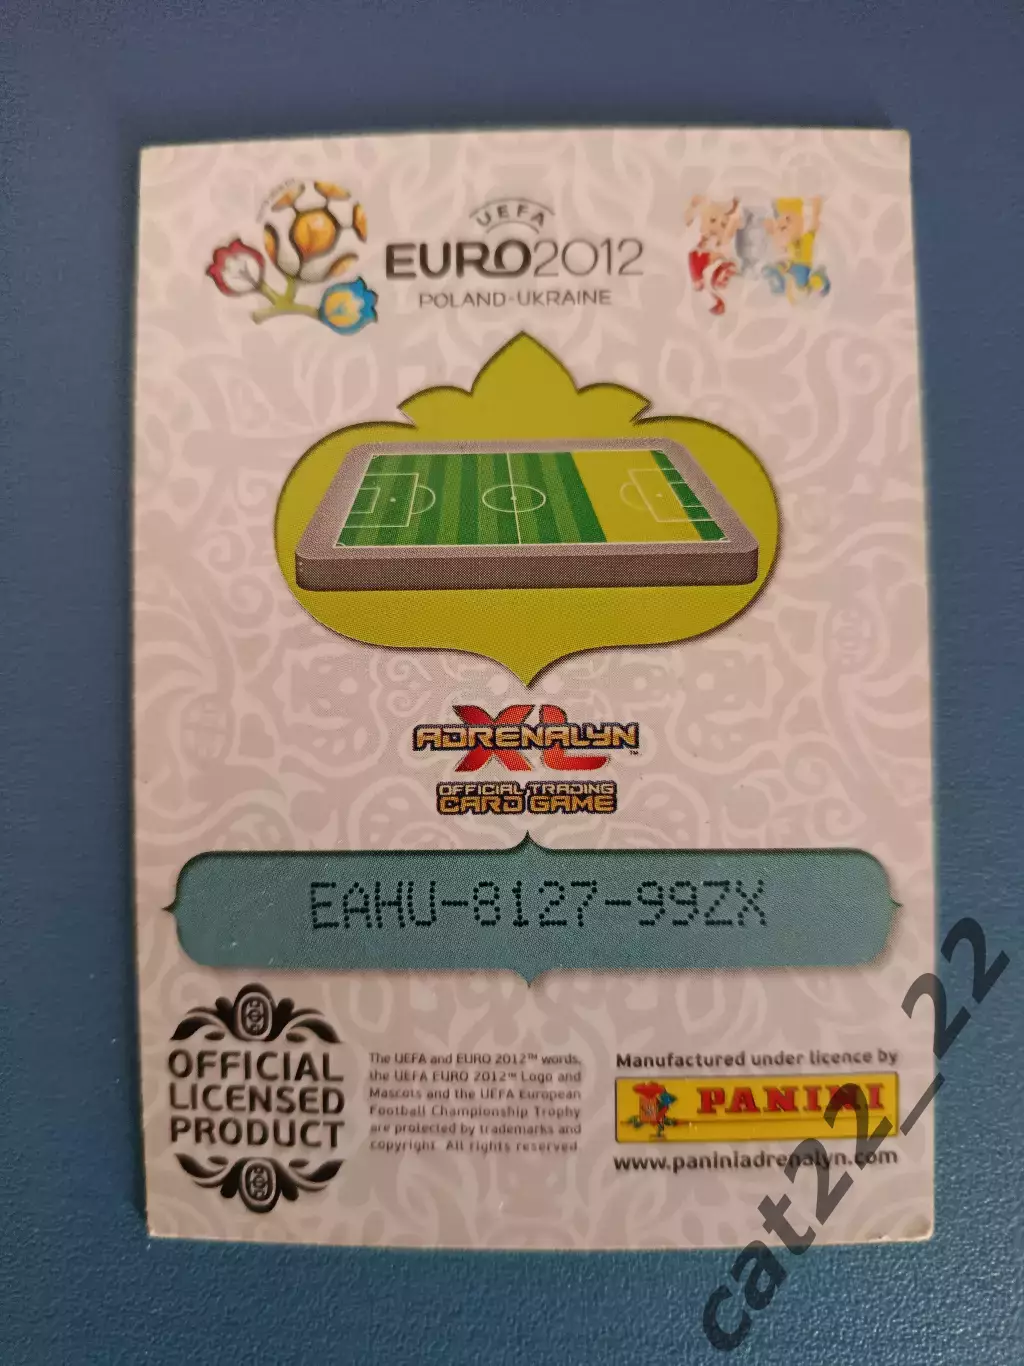 UEFA
EURO2012
POLAND-UKRAINE
ADRENALYN
XL™
OFFICIAL TRADING
CARD GAME
EAHU-8127-99ZX
OFFICIAL
LICENSED
PRODUCT
The UEFA and EURO 2012™ words,
the UEFA EURO 2012™ Logo and
Mascots and the UEFA European
Football Championship Trophy
are protected by trademarks and
copyright. All rights reserved.
Manufactured under licence by
PANINI
www.paniniadrenalyn.com
cat22_22